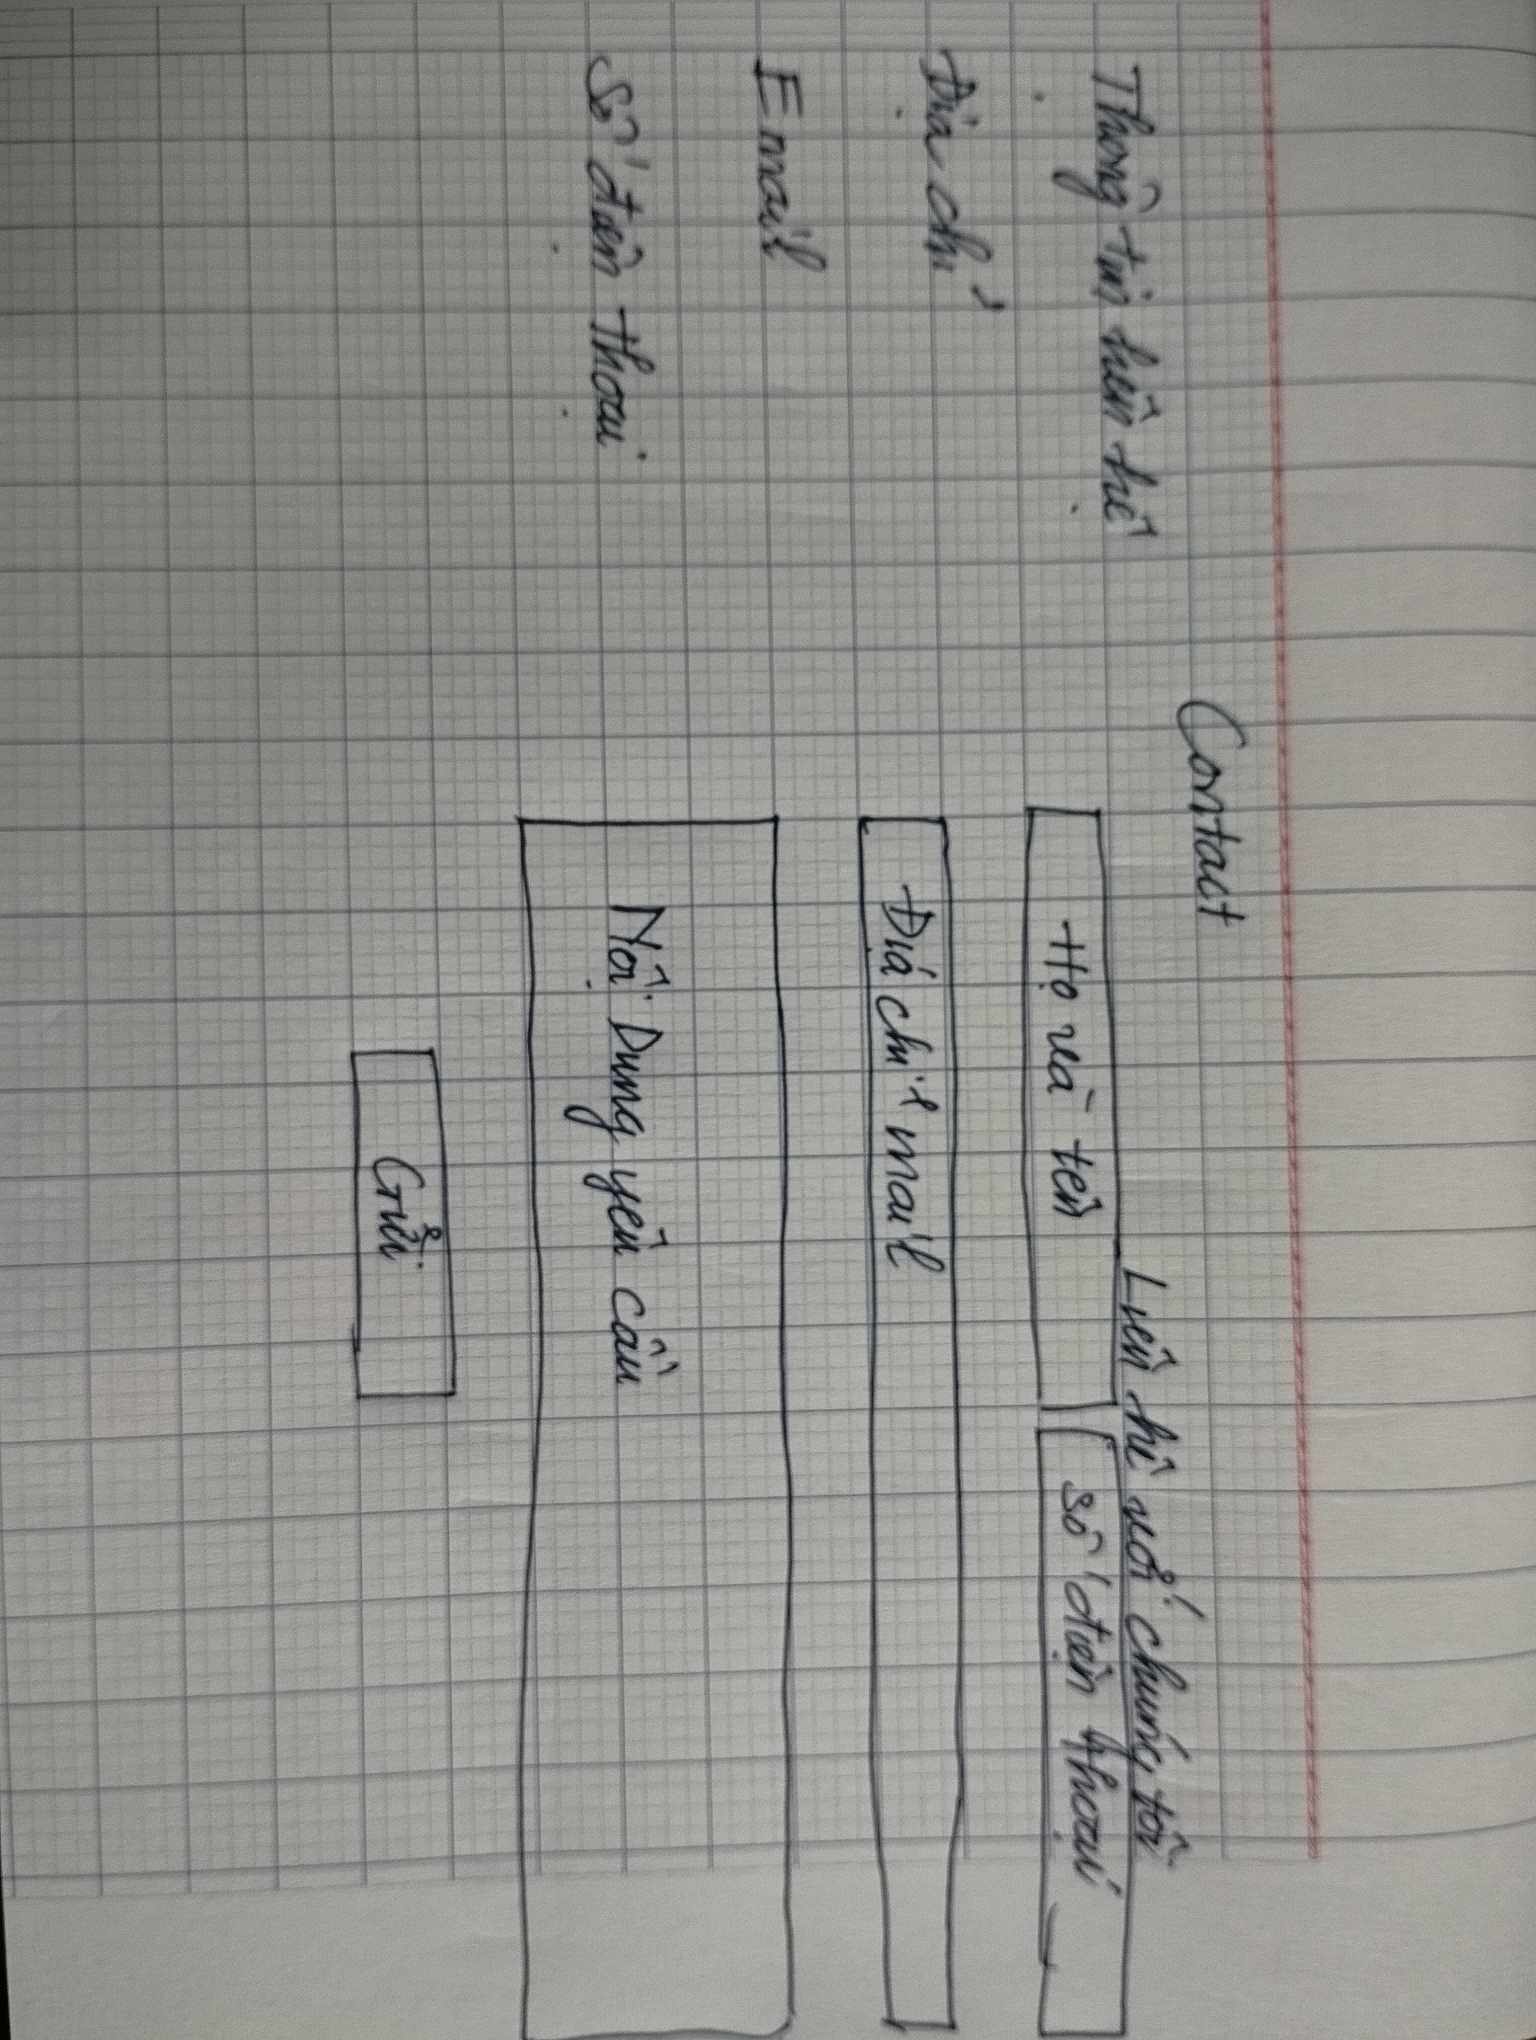 Contact
Thông tin liên hệ
Liên hệ với chúng tôi
Họ và tên
Số điện thoại
Địa chỉ
Địa chỉ mail
Email
Nội Dung yêu cầu
Số điện thoại
Gửi